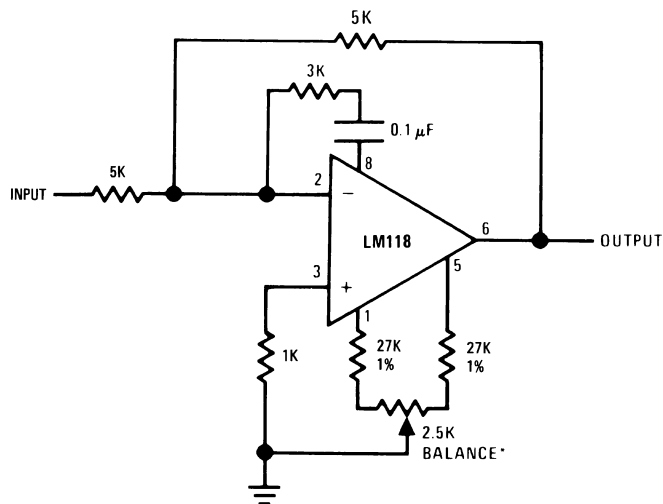 5K
3K
0.1 μF
8
5K
INPUT
2
−
LM118
6
OUTPUT
5
3
+
1
1K
27K
1%
27K
1%
2.5K
BALANCE*